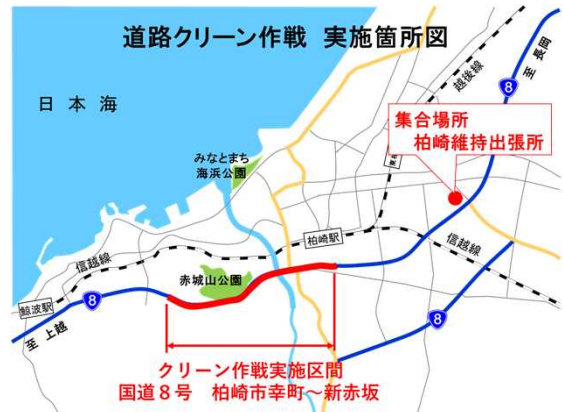 道路クリーン作戦 実施箇所図
至 長岡
越後線
8
日本海
集合場所
柏崎維持出張所
みなとまち
海浜公園
柏崎駅
信越線
信越線
赤城山公園
鯨波駅
8
8
至 上越
クリーン作戦実施区間
国道8号 柏崎市幸町~新赤坂